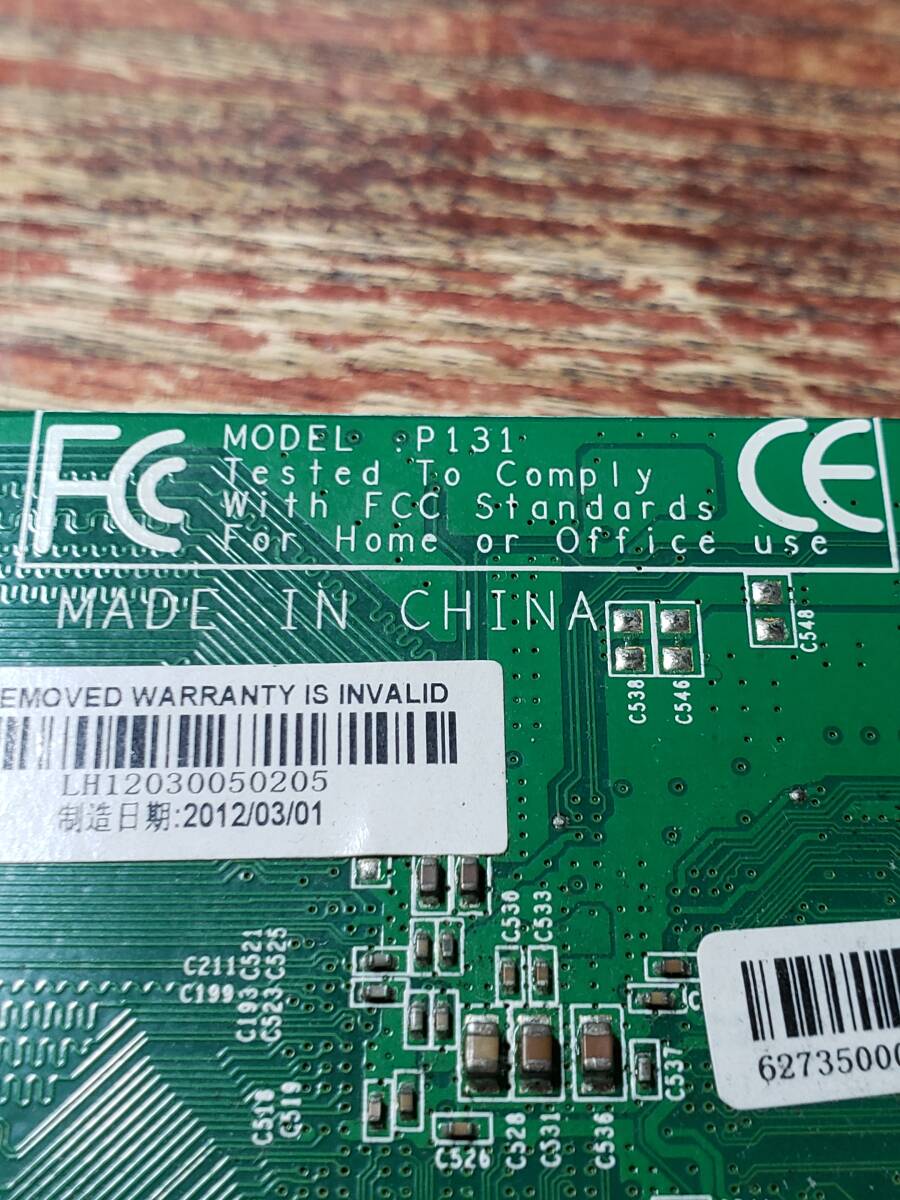 FCC
MODEL :P131
Tested To Comply
With FCC Standards
For Home or Office use
CE
MADE IN CHINA
C548
C538
C546
EMOVED WARRANTY IS INVALID
LH12030050205
制造日期:2012/03/01
C530
C533
C211
C521
C525
C199
C193
C523
6273500
C537
C518
C519
C526
C528
C531
C536